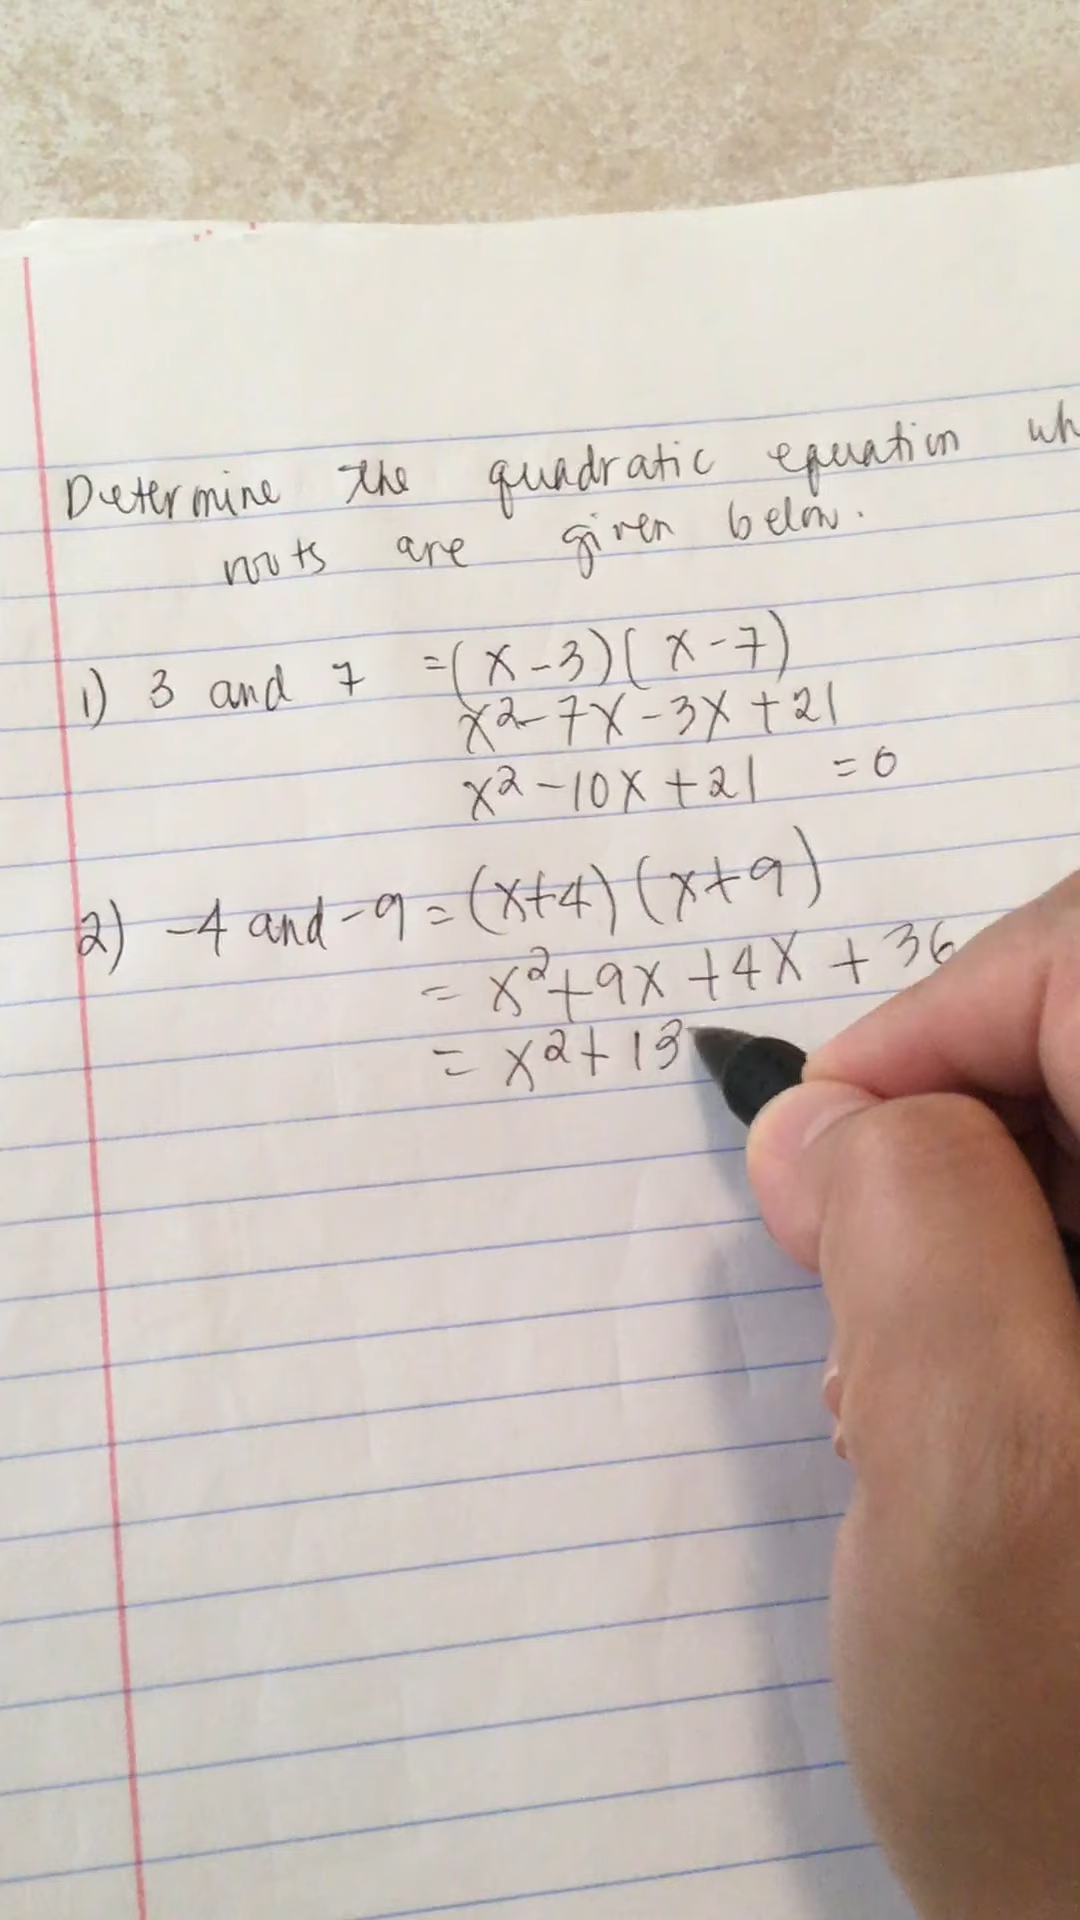 Determine the quadratic equation wh
roots are given below.
1) 3 and 7 =(x-3)(x-7)
x²-7x-3x+21
x²-10x+21 =0
2) -4 and -9 = (x+4)(x+9)
= x²+9x+4x+36
= x²+13